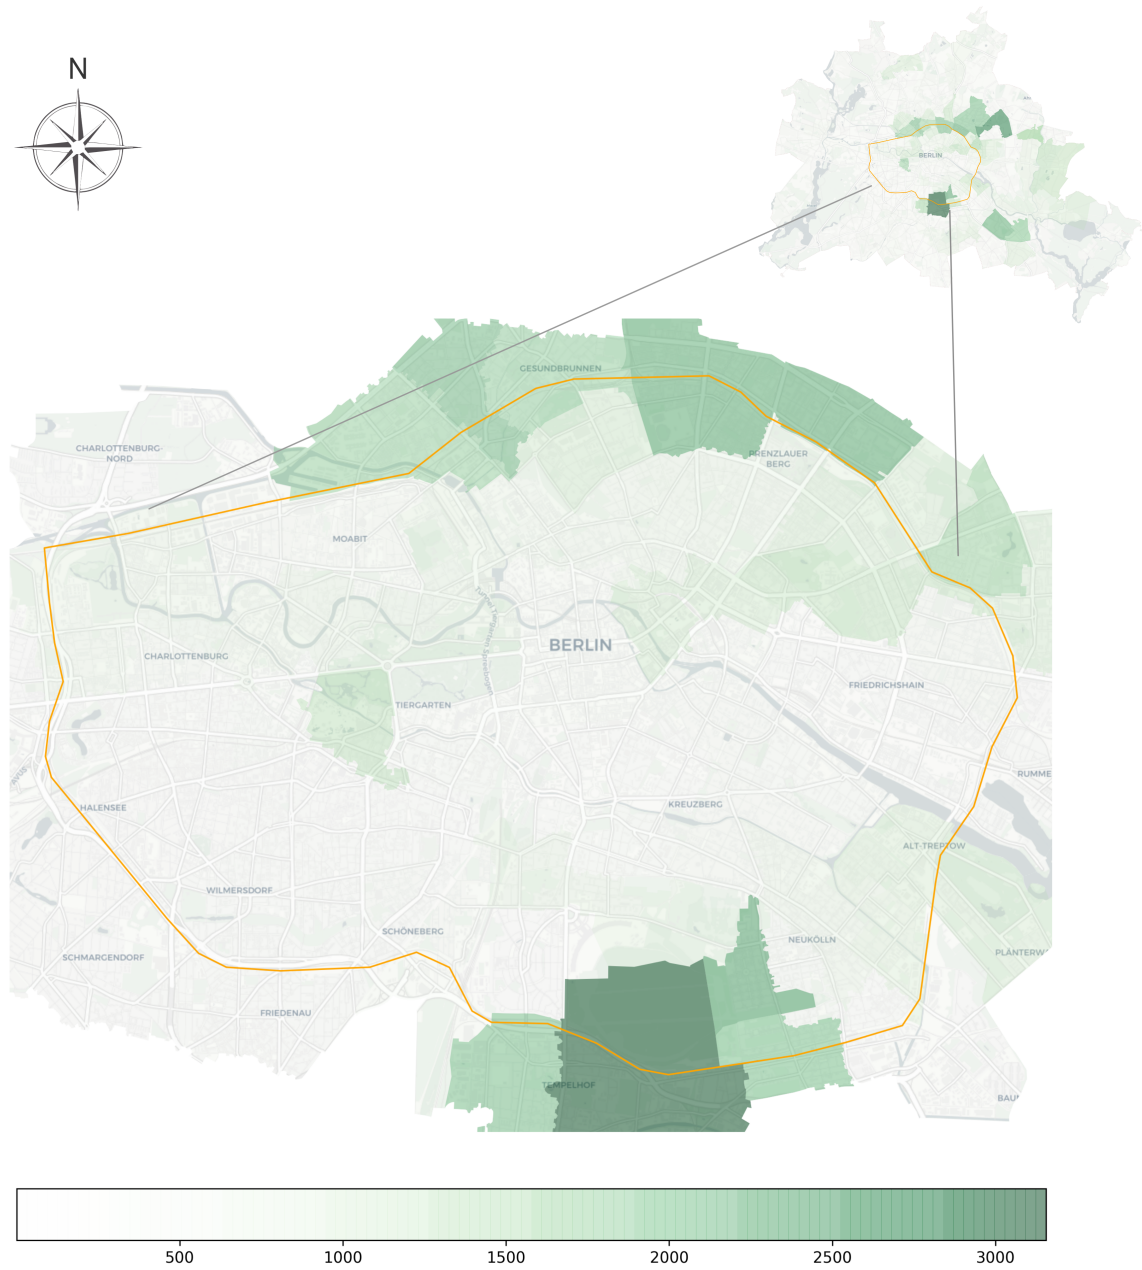 N
BERLIN
GESUNDBRUNNEN
CHARLOTTENBURG-
NORD
PRENZLAUER
BERG
MOABIT
BERLIN
CHARLOTTENBURG
FRIEDRICHSHAIN
TIERGARTEN
RUMME
HALENSEE
KREUZBERG
ALT-TREPTOW
WILMERSDORF
SCHÖNEBERG
NEUKÖLLN
SCHMARGENDORF
PLÄNTERW
FRIEDENAU
TEMPELHOF
BAU
500 1000 1500 2000 2500 3000